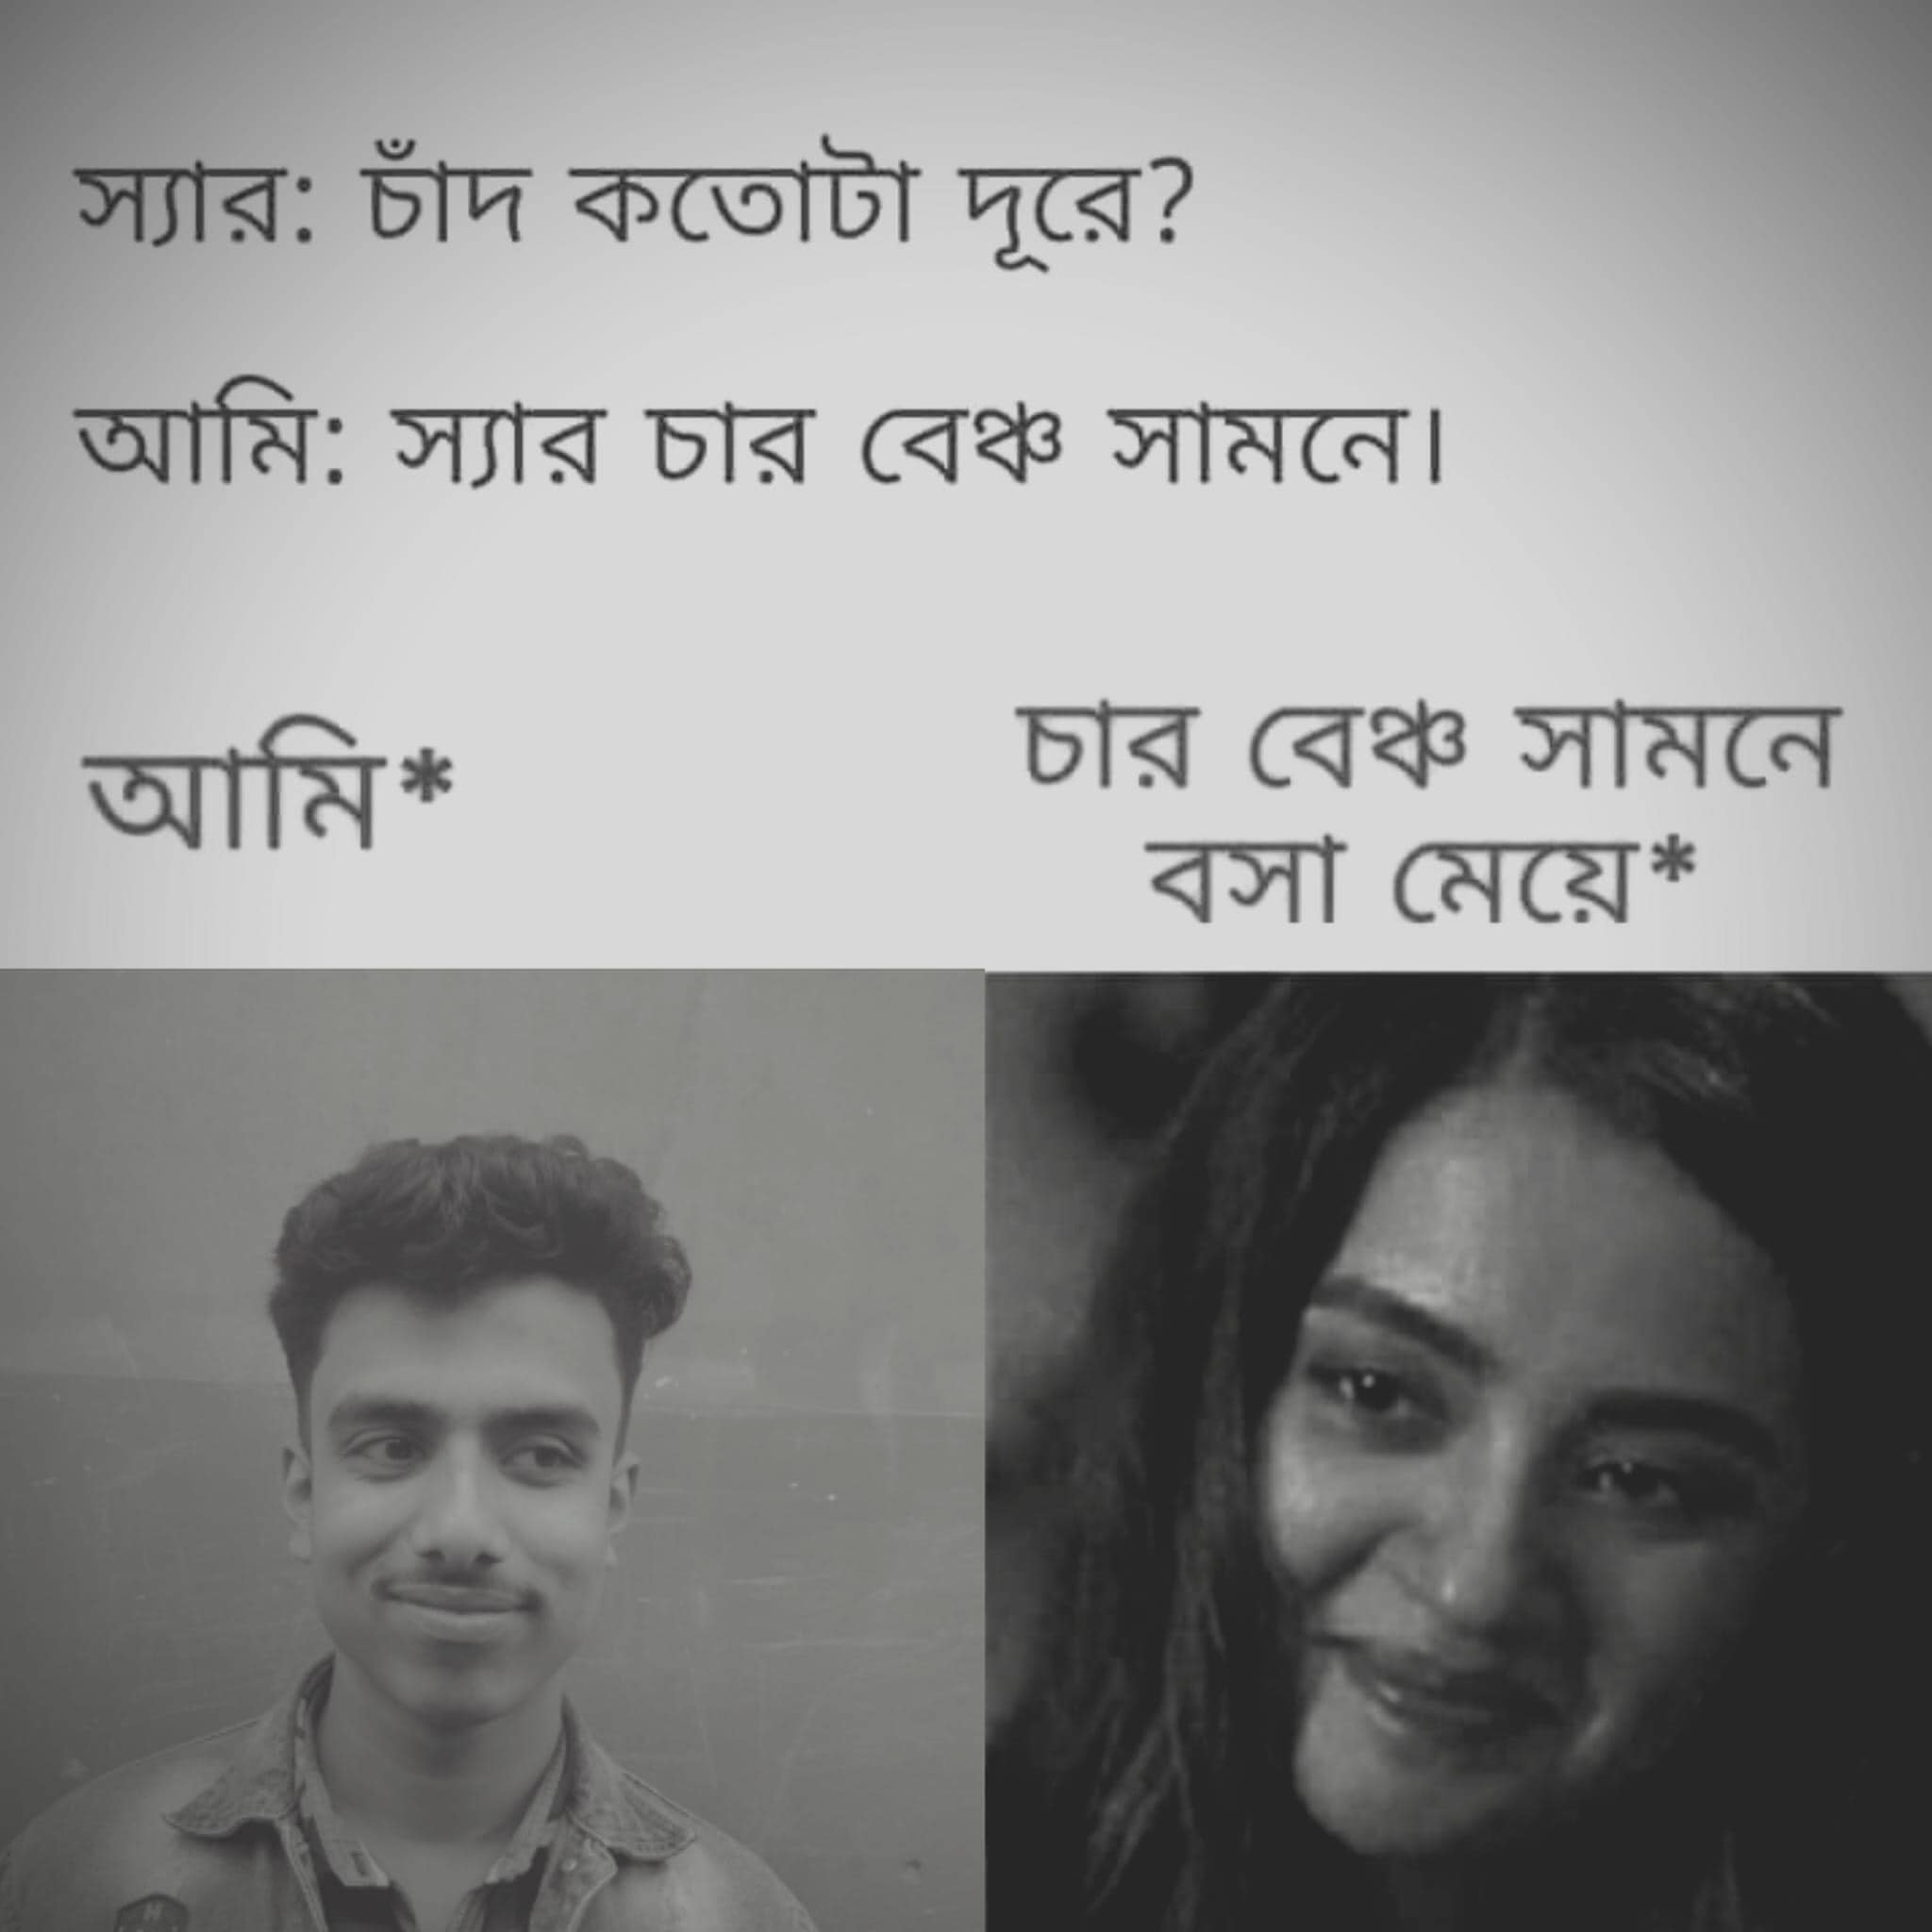 স্যার: চাঁদ কতোটা দূরে?
আমি: স্যার চার বেঞ্চ সামনে।
আমি*
চার বেঞ্চ সামনে
বসা মেয়ে*